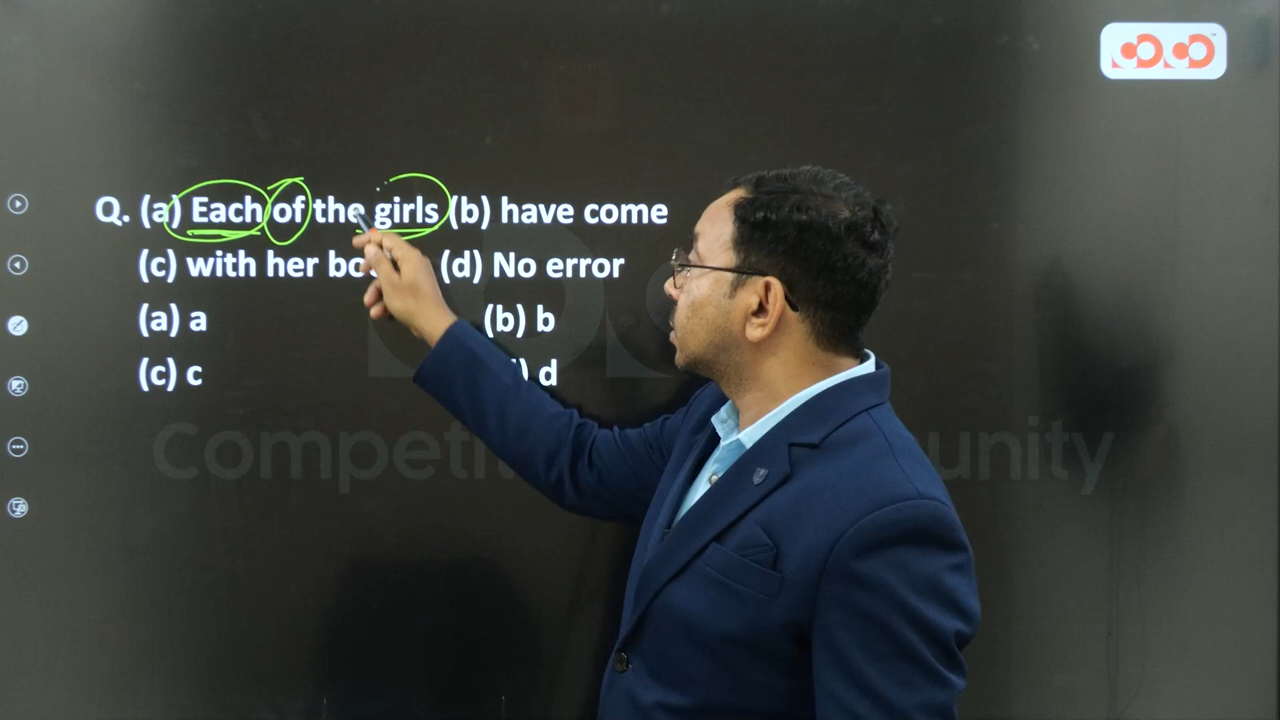 Q. (a) Each of the girls (b) have come
(c) with her (d) No error
(a) a (b) b
(c) c d